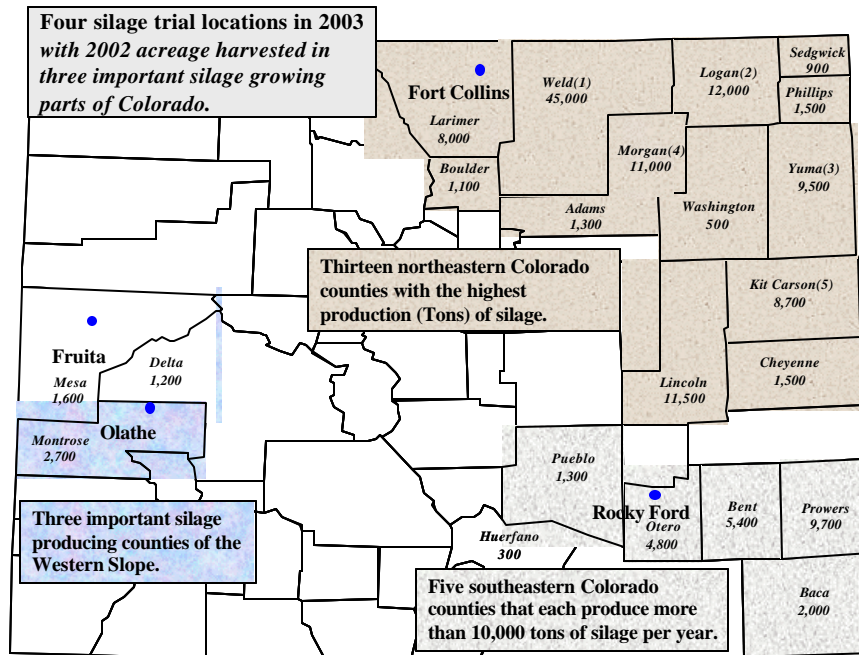 Four silage trial locations in 2003
with 2002 acreage harvested in
three important silage growing
parts of Colorado.
Fort Collins
Larimer
8,000
Weld(1)
45,000
Logan(2)
12,000
Sedgwick
900
Phillips
1,500
Boulder
1,100
Morgan(4)
11,000
Yuma(3)
9,500
Adams
1,300
Washington
500
Thirteen northeastern Colorado
counties with the highest
production (Tons) of silage.
Kit Carson(5)
8,700
Fruita
Mesa
1,600
Delta
1,200
Cheyenne
1,500
Lincoln
11,500
Olathe
Montrose
2,700
Pueblo
1,300
Rocky Ford
Otero
4,800
Bent
5,400
Prowers
9,700
Huerfano
300
Three important silage
producing counties of the
Western Slope.
Five southeastern Colorado
counties that each produce more
than 10,000 tons of silage per year.
Baca
2,000